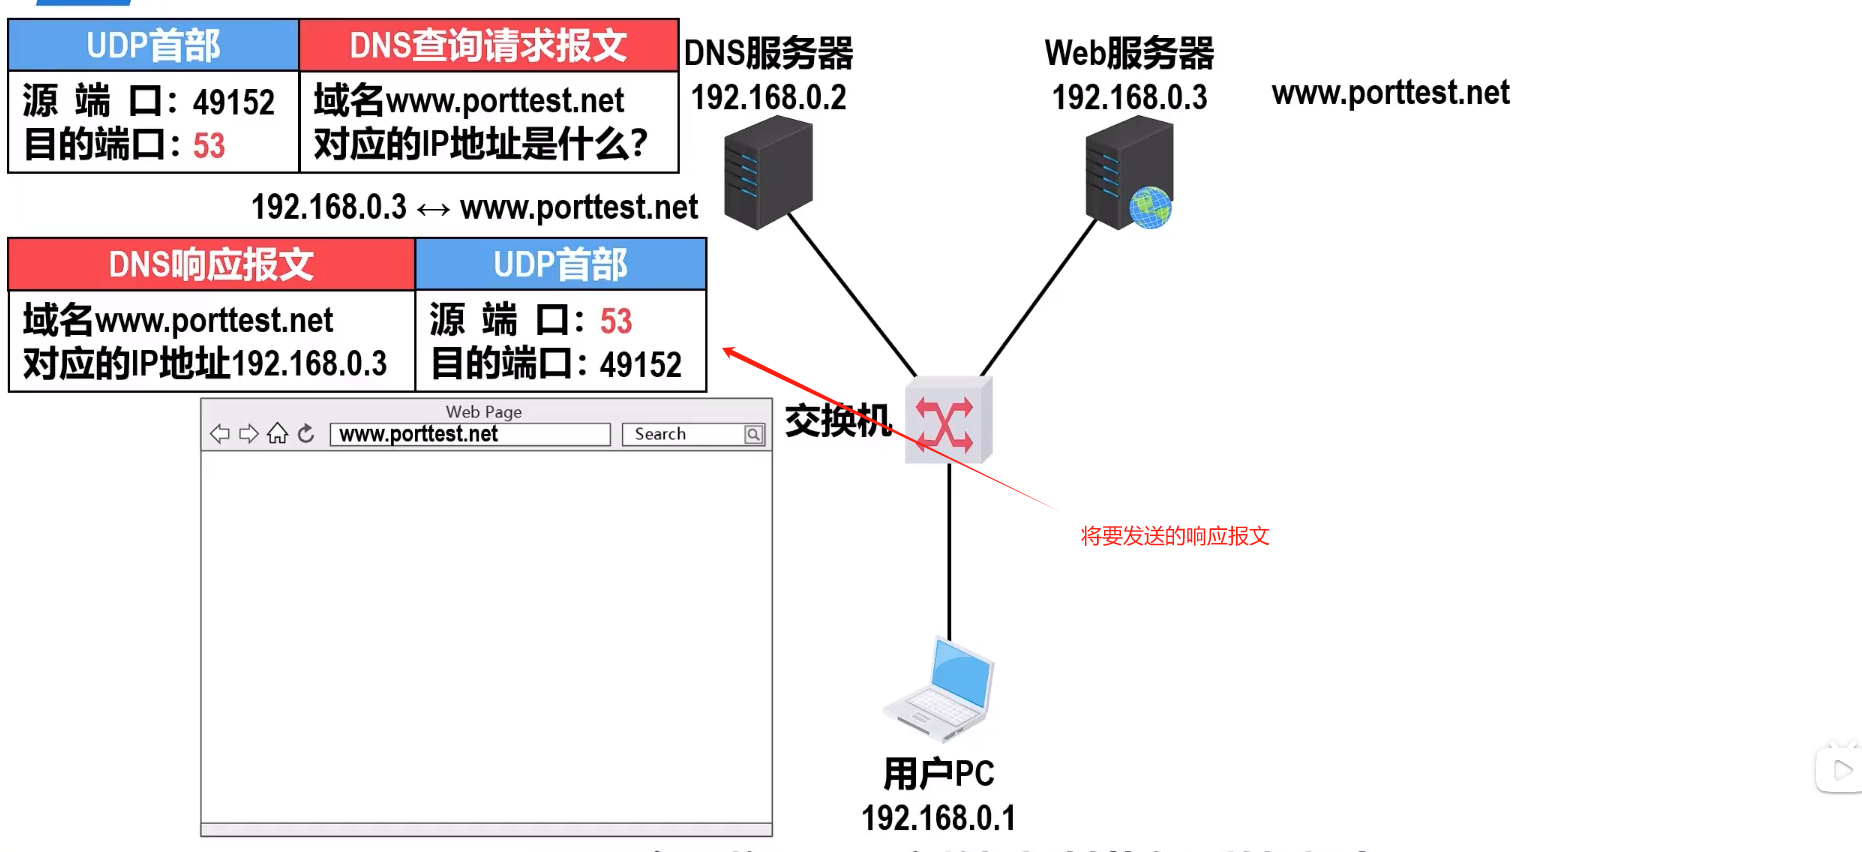 UDP首部 DNS查询请求报文
源 端 口：49152 域名www.porttest.net
目的端口：53 对应的IP地址是什么？
192.168.0.3 ↔ www.porttest.net
DNS响应报文 UDP首部
域名www.porttest.net 源 端 口：53
对应的IP地址192.168.0.3 目的端口：49152
DNS服务器
192.168.0.2
Web服务器
192.168.0.3
www.porttest.net
Web Page
www.porttest.net Search
交换机
将要发送的响应报文
用户PC
192.168.0.1